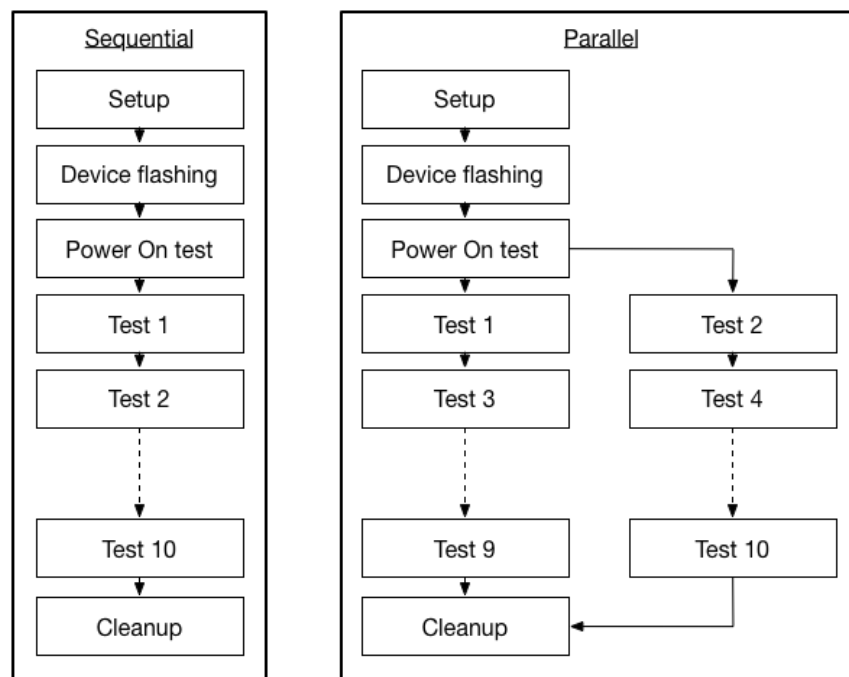 Sequential
Setup
Device flashing
Power On test
Test 1
Test 2
Test 10
Cleanup
Parallel
Setup
Device flashing
Power On test
Test 1
Test 3
Test 9
Cleanup
Test 2
Test 4
Test 10